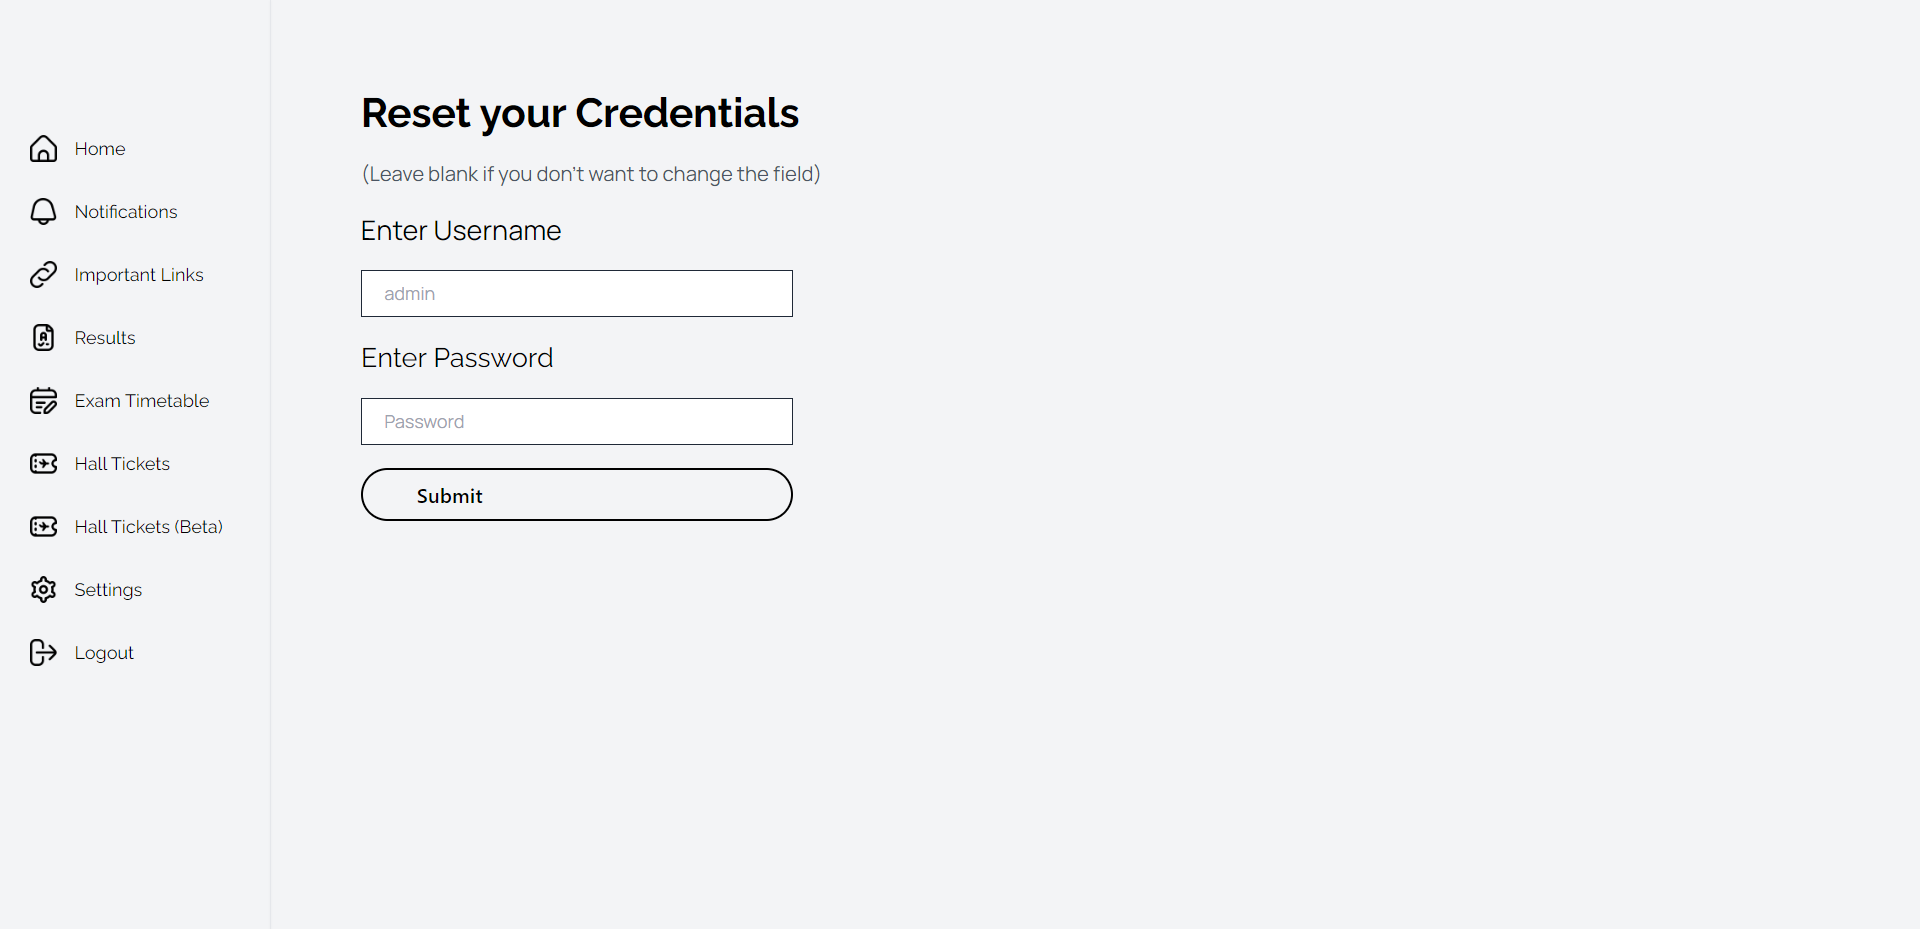 Home
Notifications
Important Links
Results
Exam Timetable
Hall Tickets
Hall Tickets (Beta)
Settings
Logout
Reset your Credentials
(Leave blank if you don't want to change the field)
Enter Username
admin
Enter Password
Password
Submit